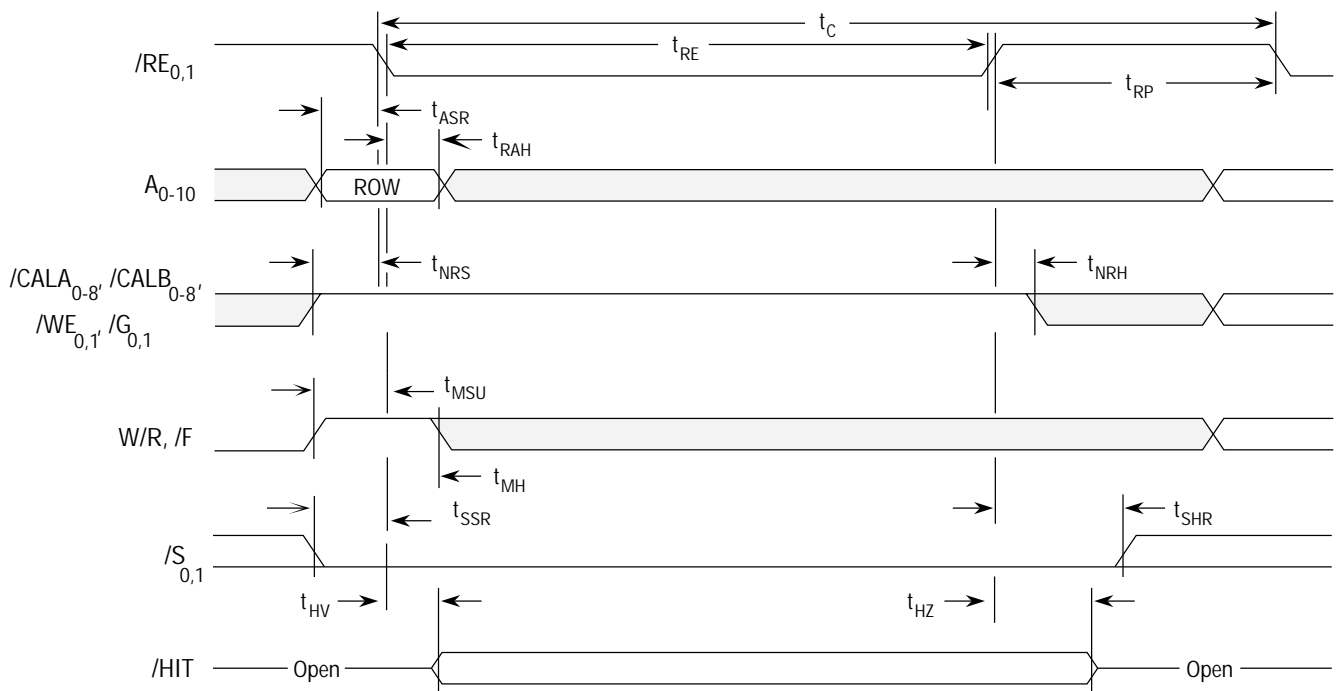 t_C
t_RE
/RE_0,1
t_RP
t_ASR
t_RAH
A_0-10
ROW
t_NRS
t_NRH
/CALA_0-8, /CALB_0-8,
/WE_0,1, /G_0,1
t_MSU
W/R, /F
t_MH
t_SSR
t_SHR
/S_0,1
t_HV
t_HZ
/HIT
Open
Open